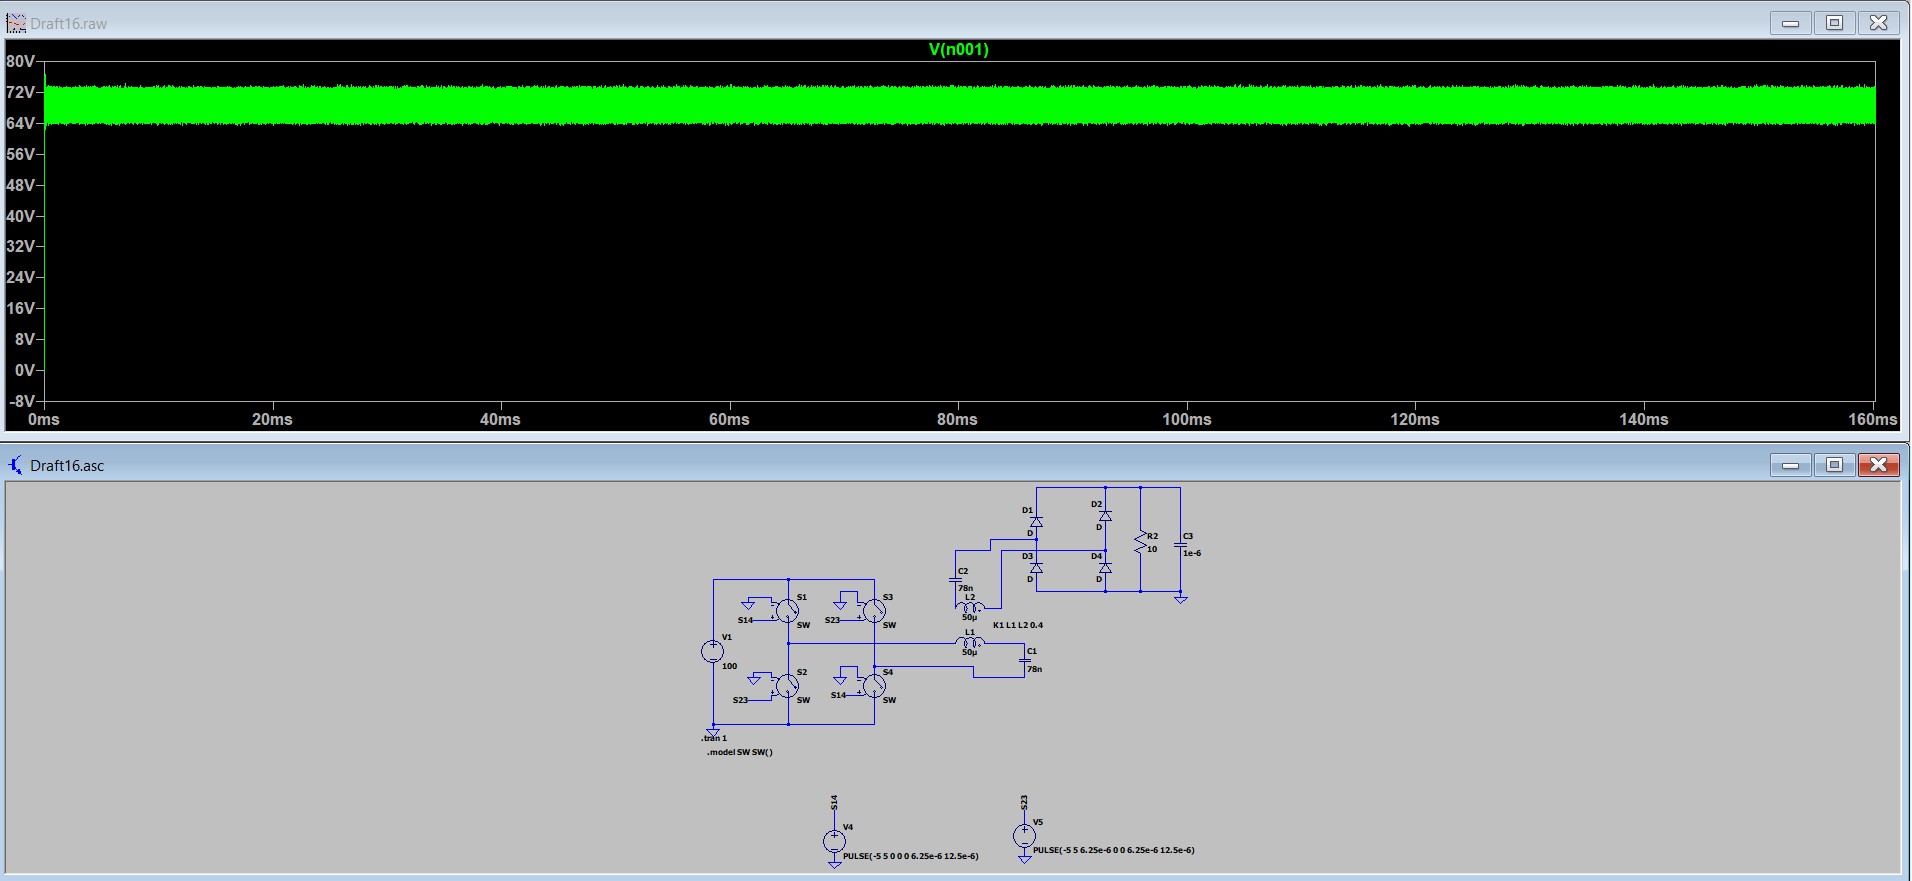 Draft16.raw
V(n001)
80V
72V
64V
56V
48V
40V
32V
24V
16V
8V
0V
-8V
0ms 20ms 40ms 60ms 80ms 100ms 120ms 140ms 160ms
Draft16.asc
D1
D
D2
D
D3
D
D4
D
R2
10
C3
1e-6
C2
78n
L2
50µ
K1 L1 L2 0.4
L1
50µ
C1
78n
S1
S14
SW
S3
S23
SW
V1
100
S2
S23
SW
S4
S14
SW
.tran 1
.model SW SW()
S14
V4
PULSE(-5 5 0 0 0 6.25e-6 12.5e-6)
S23
V5
PULSE(-5 5 6.25e-6 0 0 6.25e-6 12.5e-6)